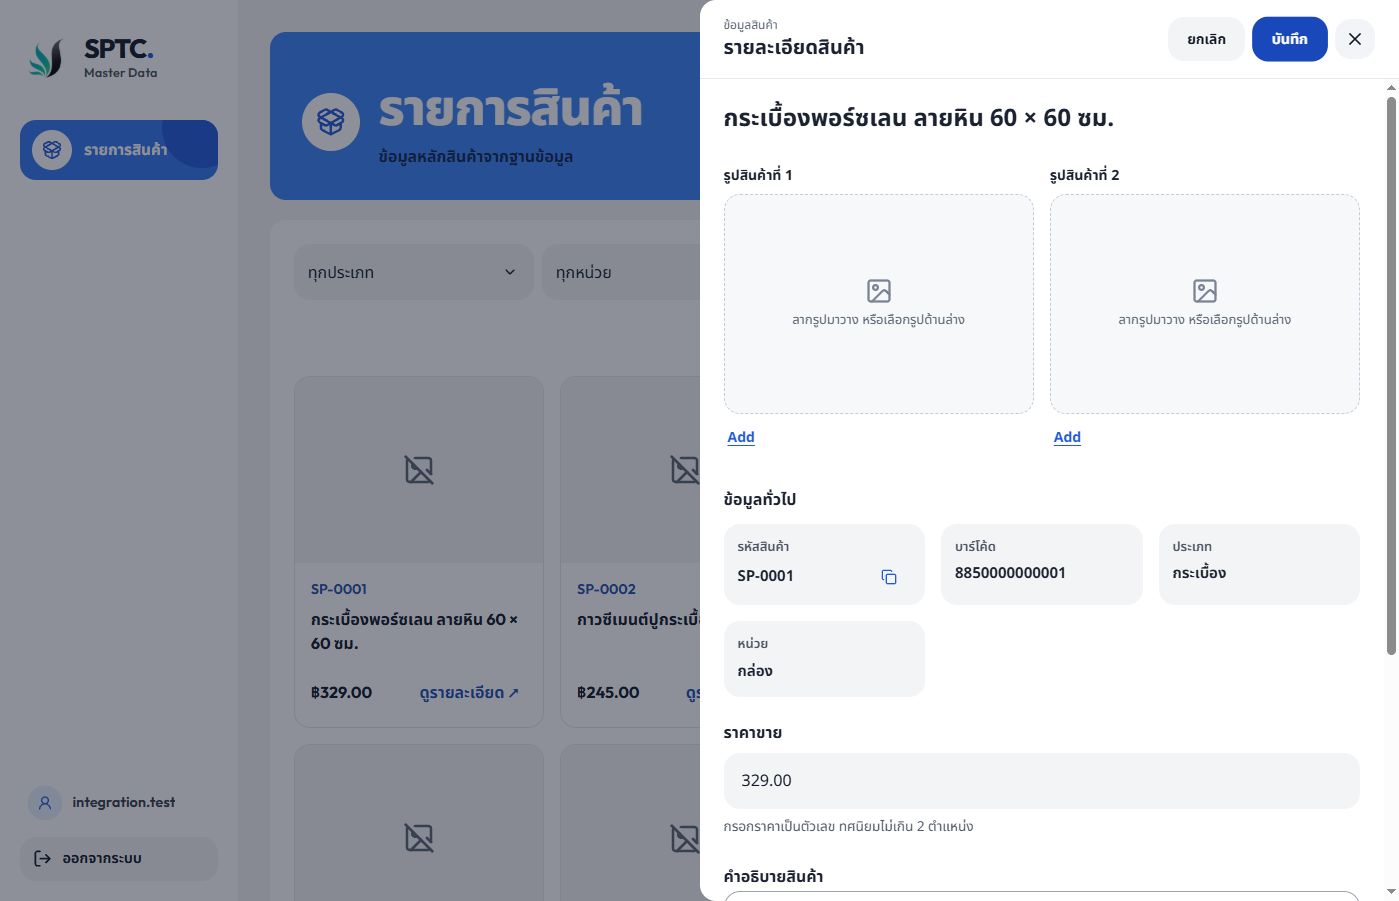 SPTC.
Master Data
รายการสินค้า
integration.test
ออกจากระบบ
รายการสินค้า
ข้อมูลหลักสินค้าจากฐานข้อมูล
ทุกประเภท
ทุกหน่วย
SP-0001
กระเบื้องพอร์ซเลน ลายหิน 60 ×
60 ซม.
฿329.00
ดูรายละเอียด ↗
SP-0002
กาวซีเมนต์ปูกระเบื้
฿245.00
ดูร
ข้อมูลสินค้า
รายละเอียดสินค้า
ยกเลิก
บันทึก
กระเบื้องพอร์ซเลน ลายหิน 60 × 60 ซม.
รูปสินค้าที่ 1
รูปสินค้าที่ 2
ลากรูปมาวาง หรือเลือกรูปด้านล่าง
ลากรูปมาวาง หรือเลือกรูปด้านล่าง
Add
Add
ข้อมูลทั่วไป
รหัสสินค้า
SP-0001
บาร์โค้ด
8850000000001
ประเภท
กระเบื้อง
หน่วย
กล่อง
ราคาขาย
329.00
กรอกราคาเป็นตัวเลข ทศนิยมไม่เกิน 2 ตำแหน่ง
คำอธิบายสินค้า